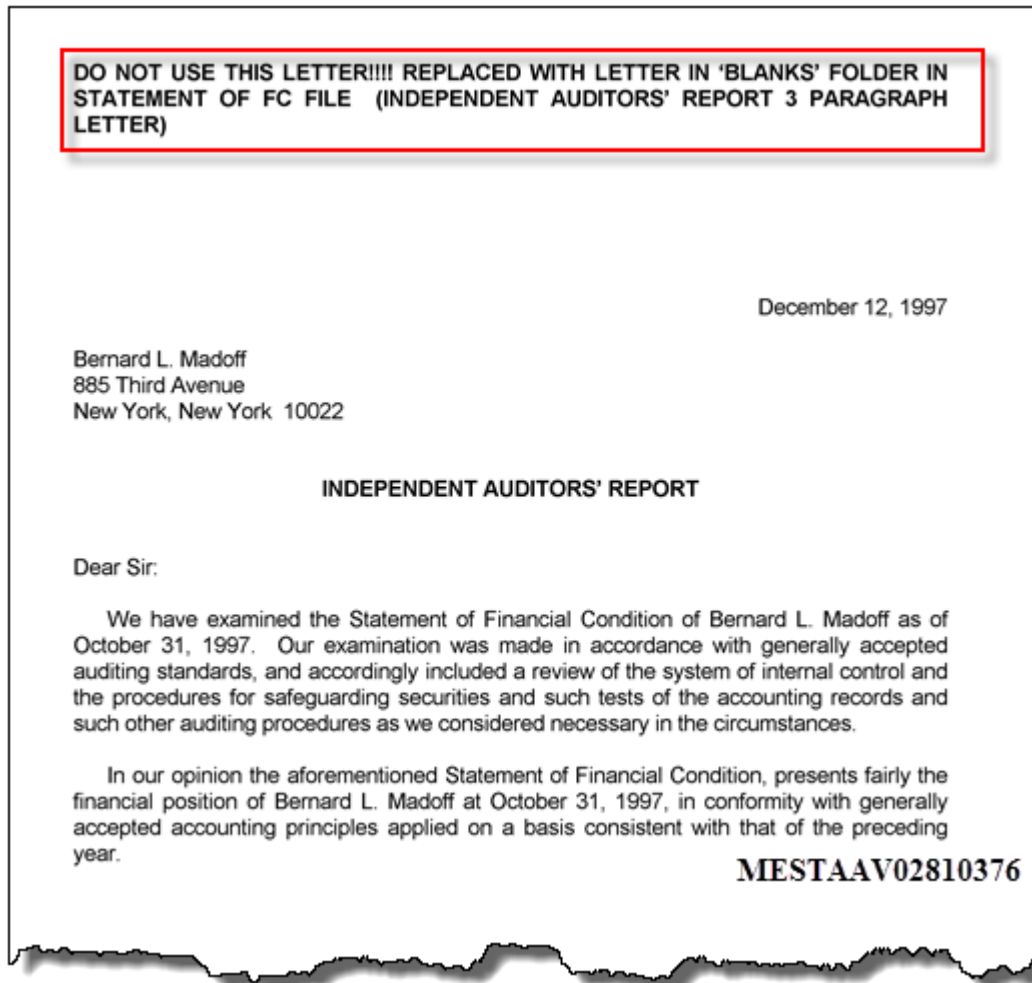 DO NOT USE THIS LETTER!!!! REPLACED WITH LETTER IN ‘BLANKS’ FOLDER IN
STATEMENT OF FC FILE (INDEPENDENT AUDITORS’ REPORT 3 PARAGRAPH
LETTER)
December 12, 1997
Bernard L. Madoff
885 Third Avenue
New York, New York 10022
INDEPENDENT AUDITORS’ REPORT
Dear Sir:
We have examined the Statement of Financial Condition of Bernard L. Madoff as of
October 31, 1997. Our examination was made in accordance with generally accepted
auditing standards, and accordingly included a review of the system of internal control and
the procedures for safeguarding securities and such tests of the accounting records and
such other auditing procedures as we considered necessary in the circumstances.
In our opinion the aforementioned Statement of Financial Condition, presents fairly the
financial position of Bernard L. Madoff at October 31, 1997, in conformity with generally
accepted accounting principles applied on a basis consistent with that of the preceding
year.
MESTAAV02810376